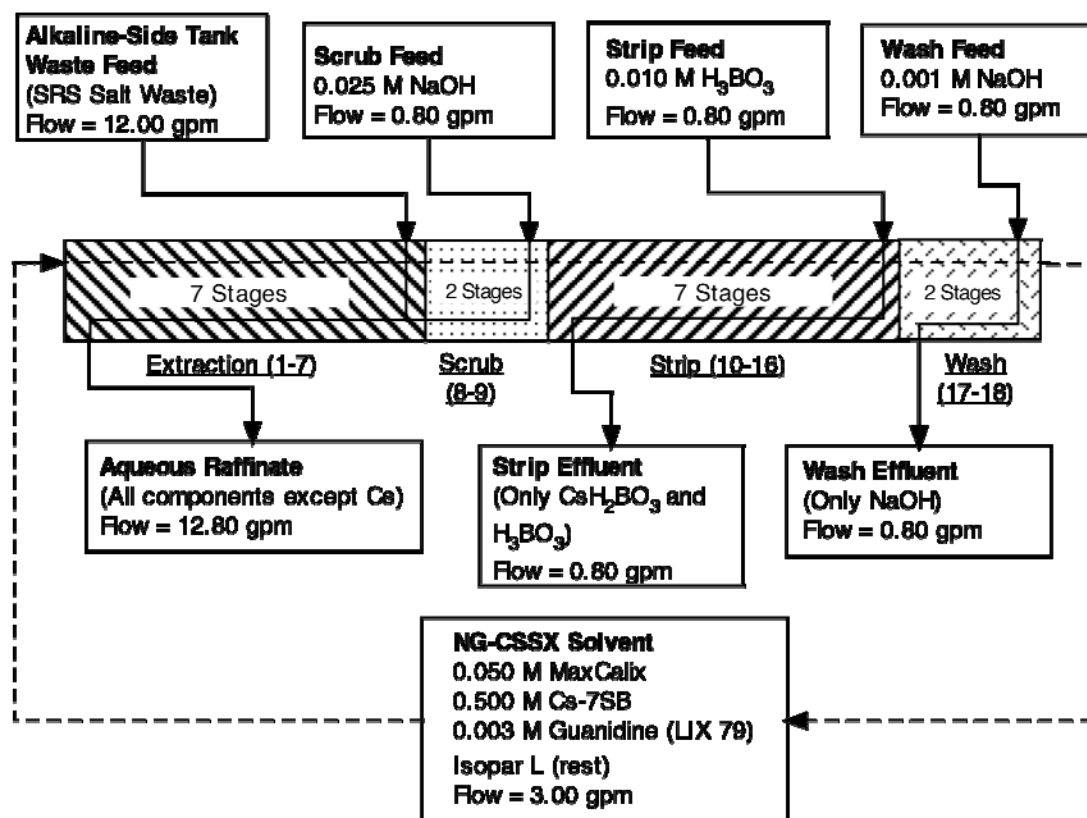 Alkaline-Side Tank
Waste Feed
(SRS Salt Waste)
Flow = 12.00 gpm
Scrub Feed
0.025 M NaOH
Flow = 0.80 gpm
Strip Feed
0.010 M H₃BO₃
Flow = 0.80 gpm
Wash Feed
0.001 M NaOH
Flow = 0.80 gpm
7 Stages
2 Stages
7 Stages
2 Stages
Extraction (1-7)
Scrub
(8-9)
Strip (10-16)
Wash
(17-18)
Aqueous Raffinate
(All components except Cs)
Flow = 12.80 gpm
Strip Effluent
(Only CsH₂BO₃ and
H₃BO₃)
Flow = 0.80 gpm
Wash Effluent
(Only NaOH)
Flow = 0.80 gpm
NG-CSSX Solvent
0.050 M MaxCalix
0.500 M Cs-7SB
0.003 M Guanidine (LIX 79)
Isopar L (rest)
Flow = 3.00 gpm